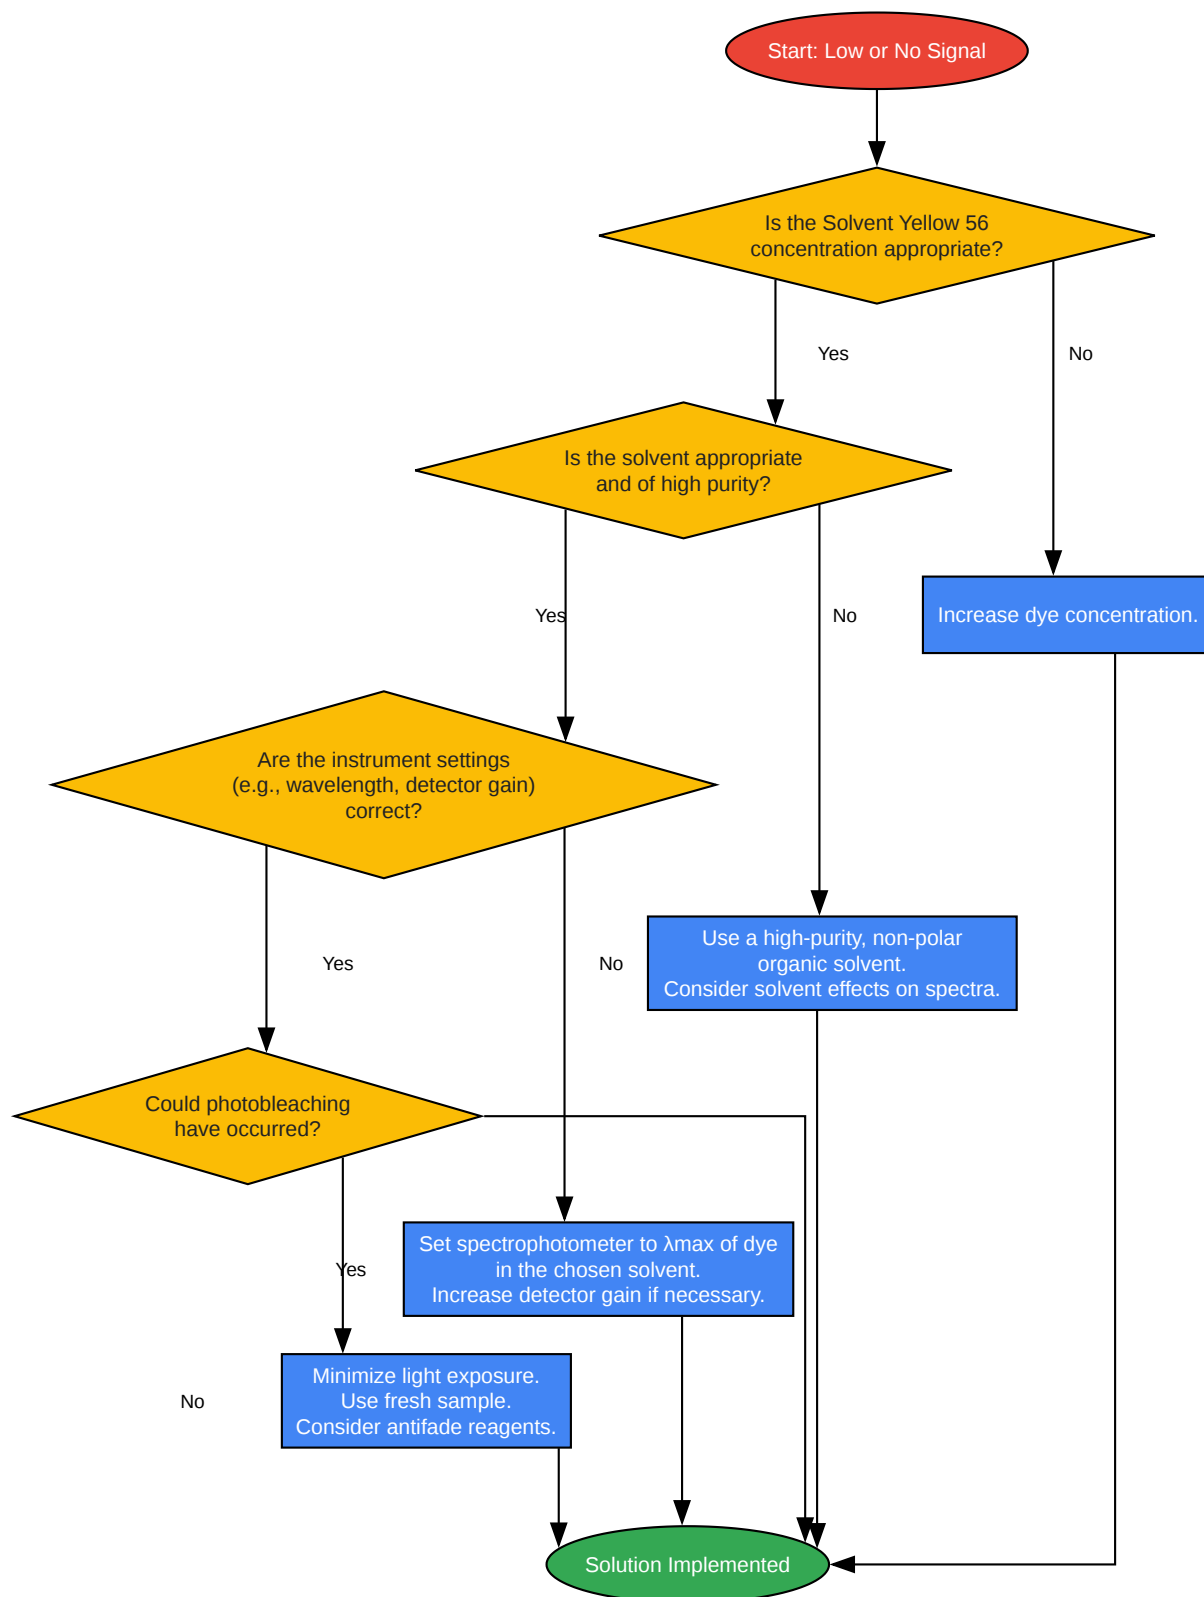 Start: Low or No Signal
Is the Solvent Yellow 56
concentration appropriate?
Yes
No
Is the solvent appropriate
and of high purity?
Yes
No
Increase dye concentration.
Are the instrument settings
(e.g., wavelength, detector gain)
correct?
Yes
No
Use a high-purity, non-polar
organic solvent.
Consider solvent effects on spectra.
Could photobleaching
have occurred?
Yes
Set spectrophotometer to λmax of dye
in the chosen solvent.
Increase detector gain if necessary.
No
Minimize light exposure.
Use fresh sample.
Consider antifade reagents.
Solution Implemented